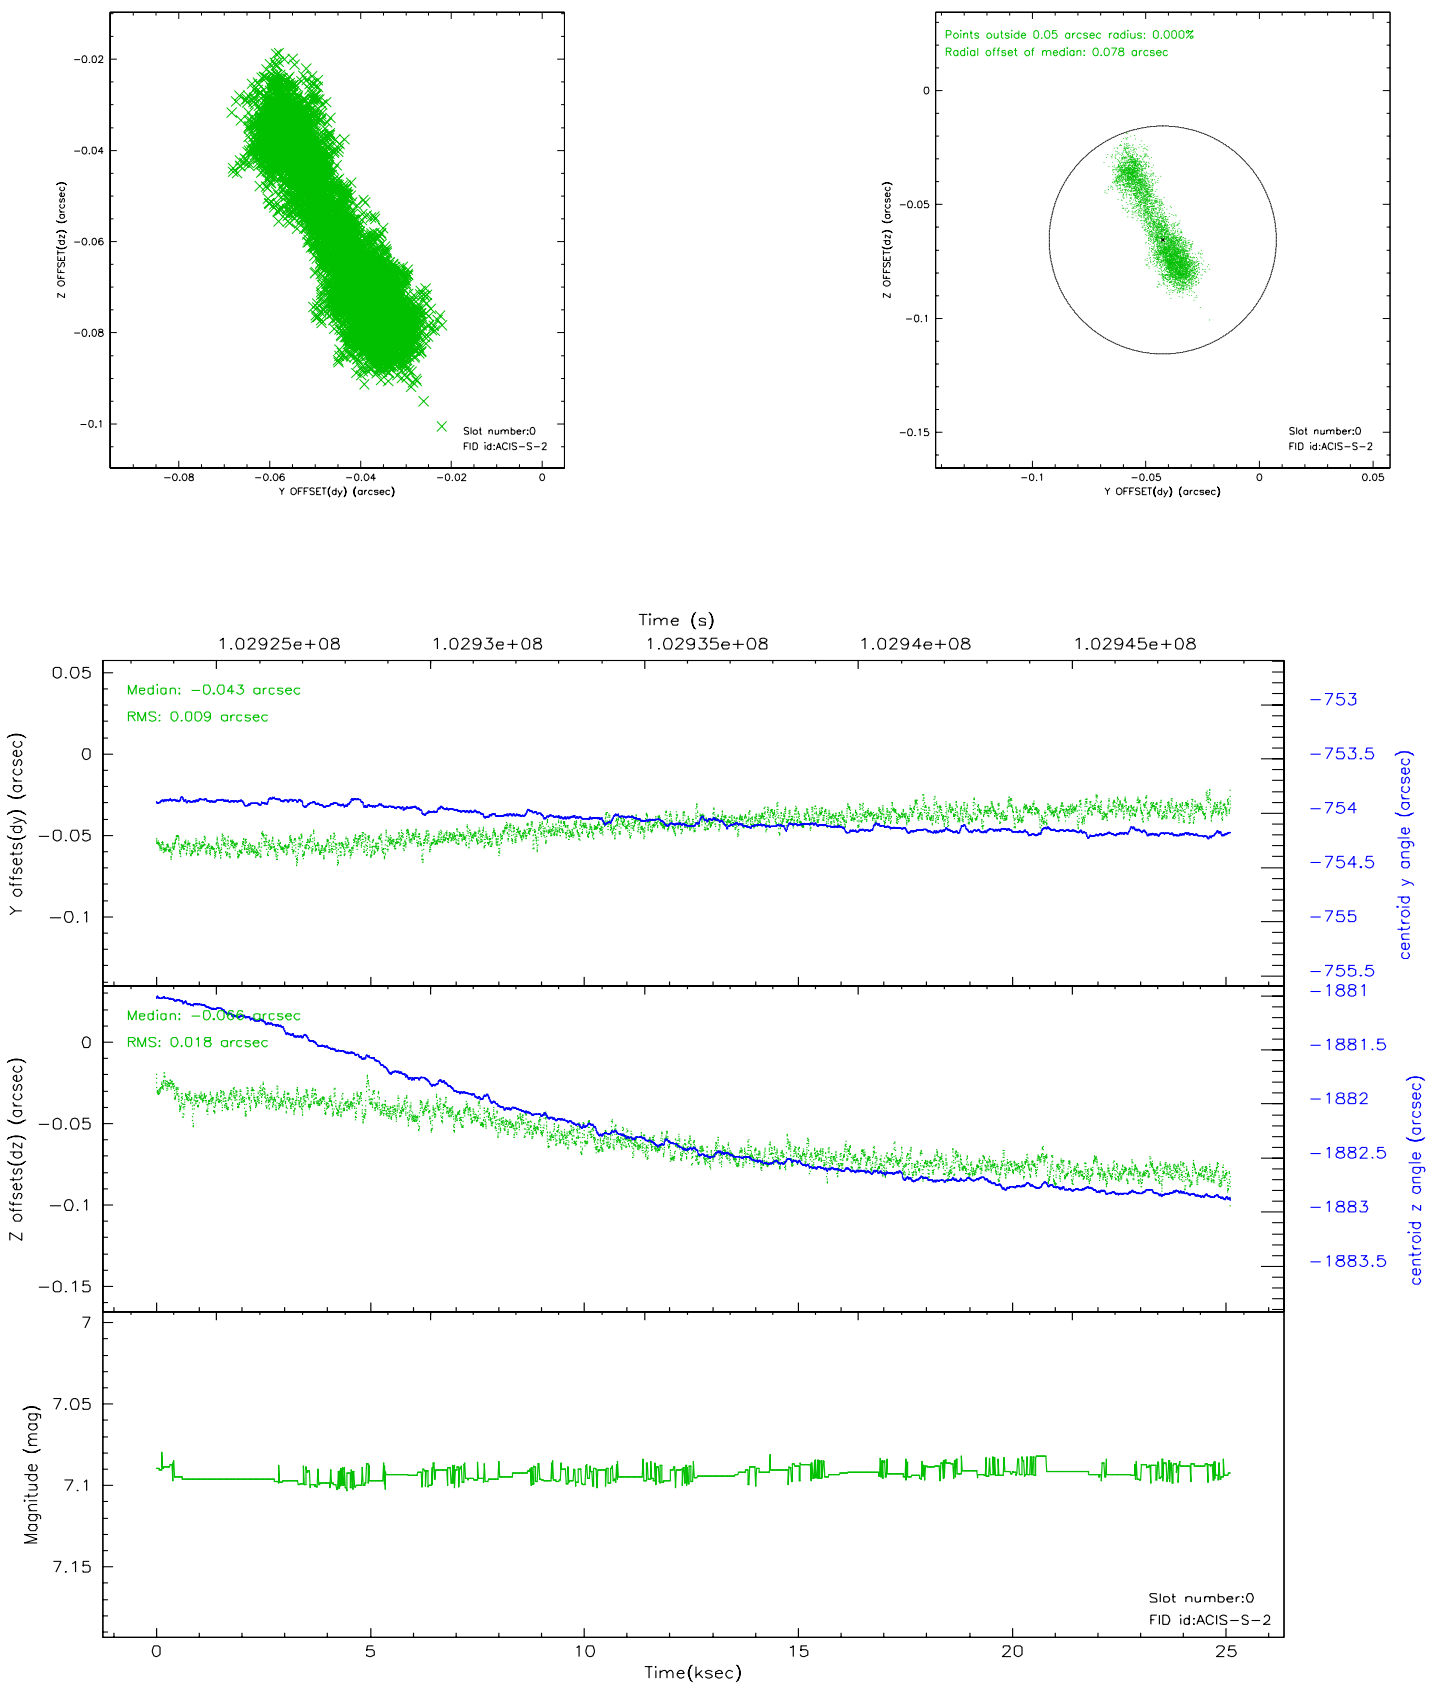 −0.02
−0.04
−0.06
−0.08
−0.1
Z OFFSET(dz) (arcsec)
Slot number:0
FID id:ACIS−S−2
−0.08 −0.06 −0.04 −0.02 0
Y OFFSET(dy) (arcsec)
Points outside 0.05 arcsec radius: 0.000%
Radial offset of median: 0.078 arcsec
0
−0.05
−0.1
−0.15
Z OFFSET(dz) (arcsec)
Slot number:0
FID id:ACIS−S−2
−0.1 −0.05 0 0.05
Y OFFSET(dy) (arcsec)
Time (s)
1.02925e+08 1.0293e+08 1.02935e+08 1.0294e+08 1.02945e+08
0.05
0
−0.05
−0.1
Y offsets(dy) (arcsec)
Median: −0.043 arcsec
RMS: 0.009 arcsec
−753
−753.5
−754
−754.5
−755
−755.5
centroid y angle (arcsec)
0
−0.05
−0.1
−0.15
Z offsets(dz) (arcsec)
Median: −0.066 arcsec
RMS: 0.018 arcsec
−1881
−1881.5
−1882
−1882.5
−1883
−1883.5
centroid z angle (arcsec)
7
7.05
7.1
7.15
Magnitude (mag)
Slot number:0
FID id:ACIS−S−2
0 5 10 15 20 25
Time(ksec)